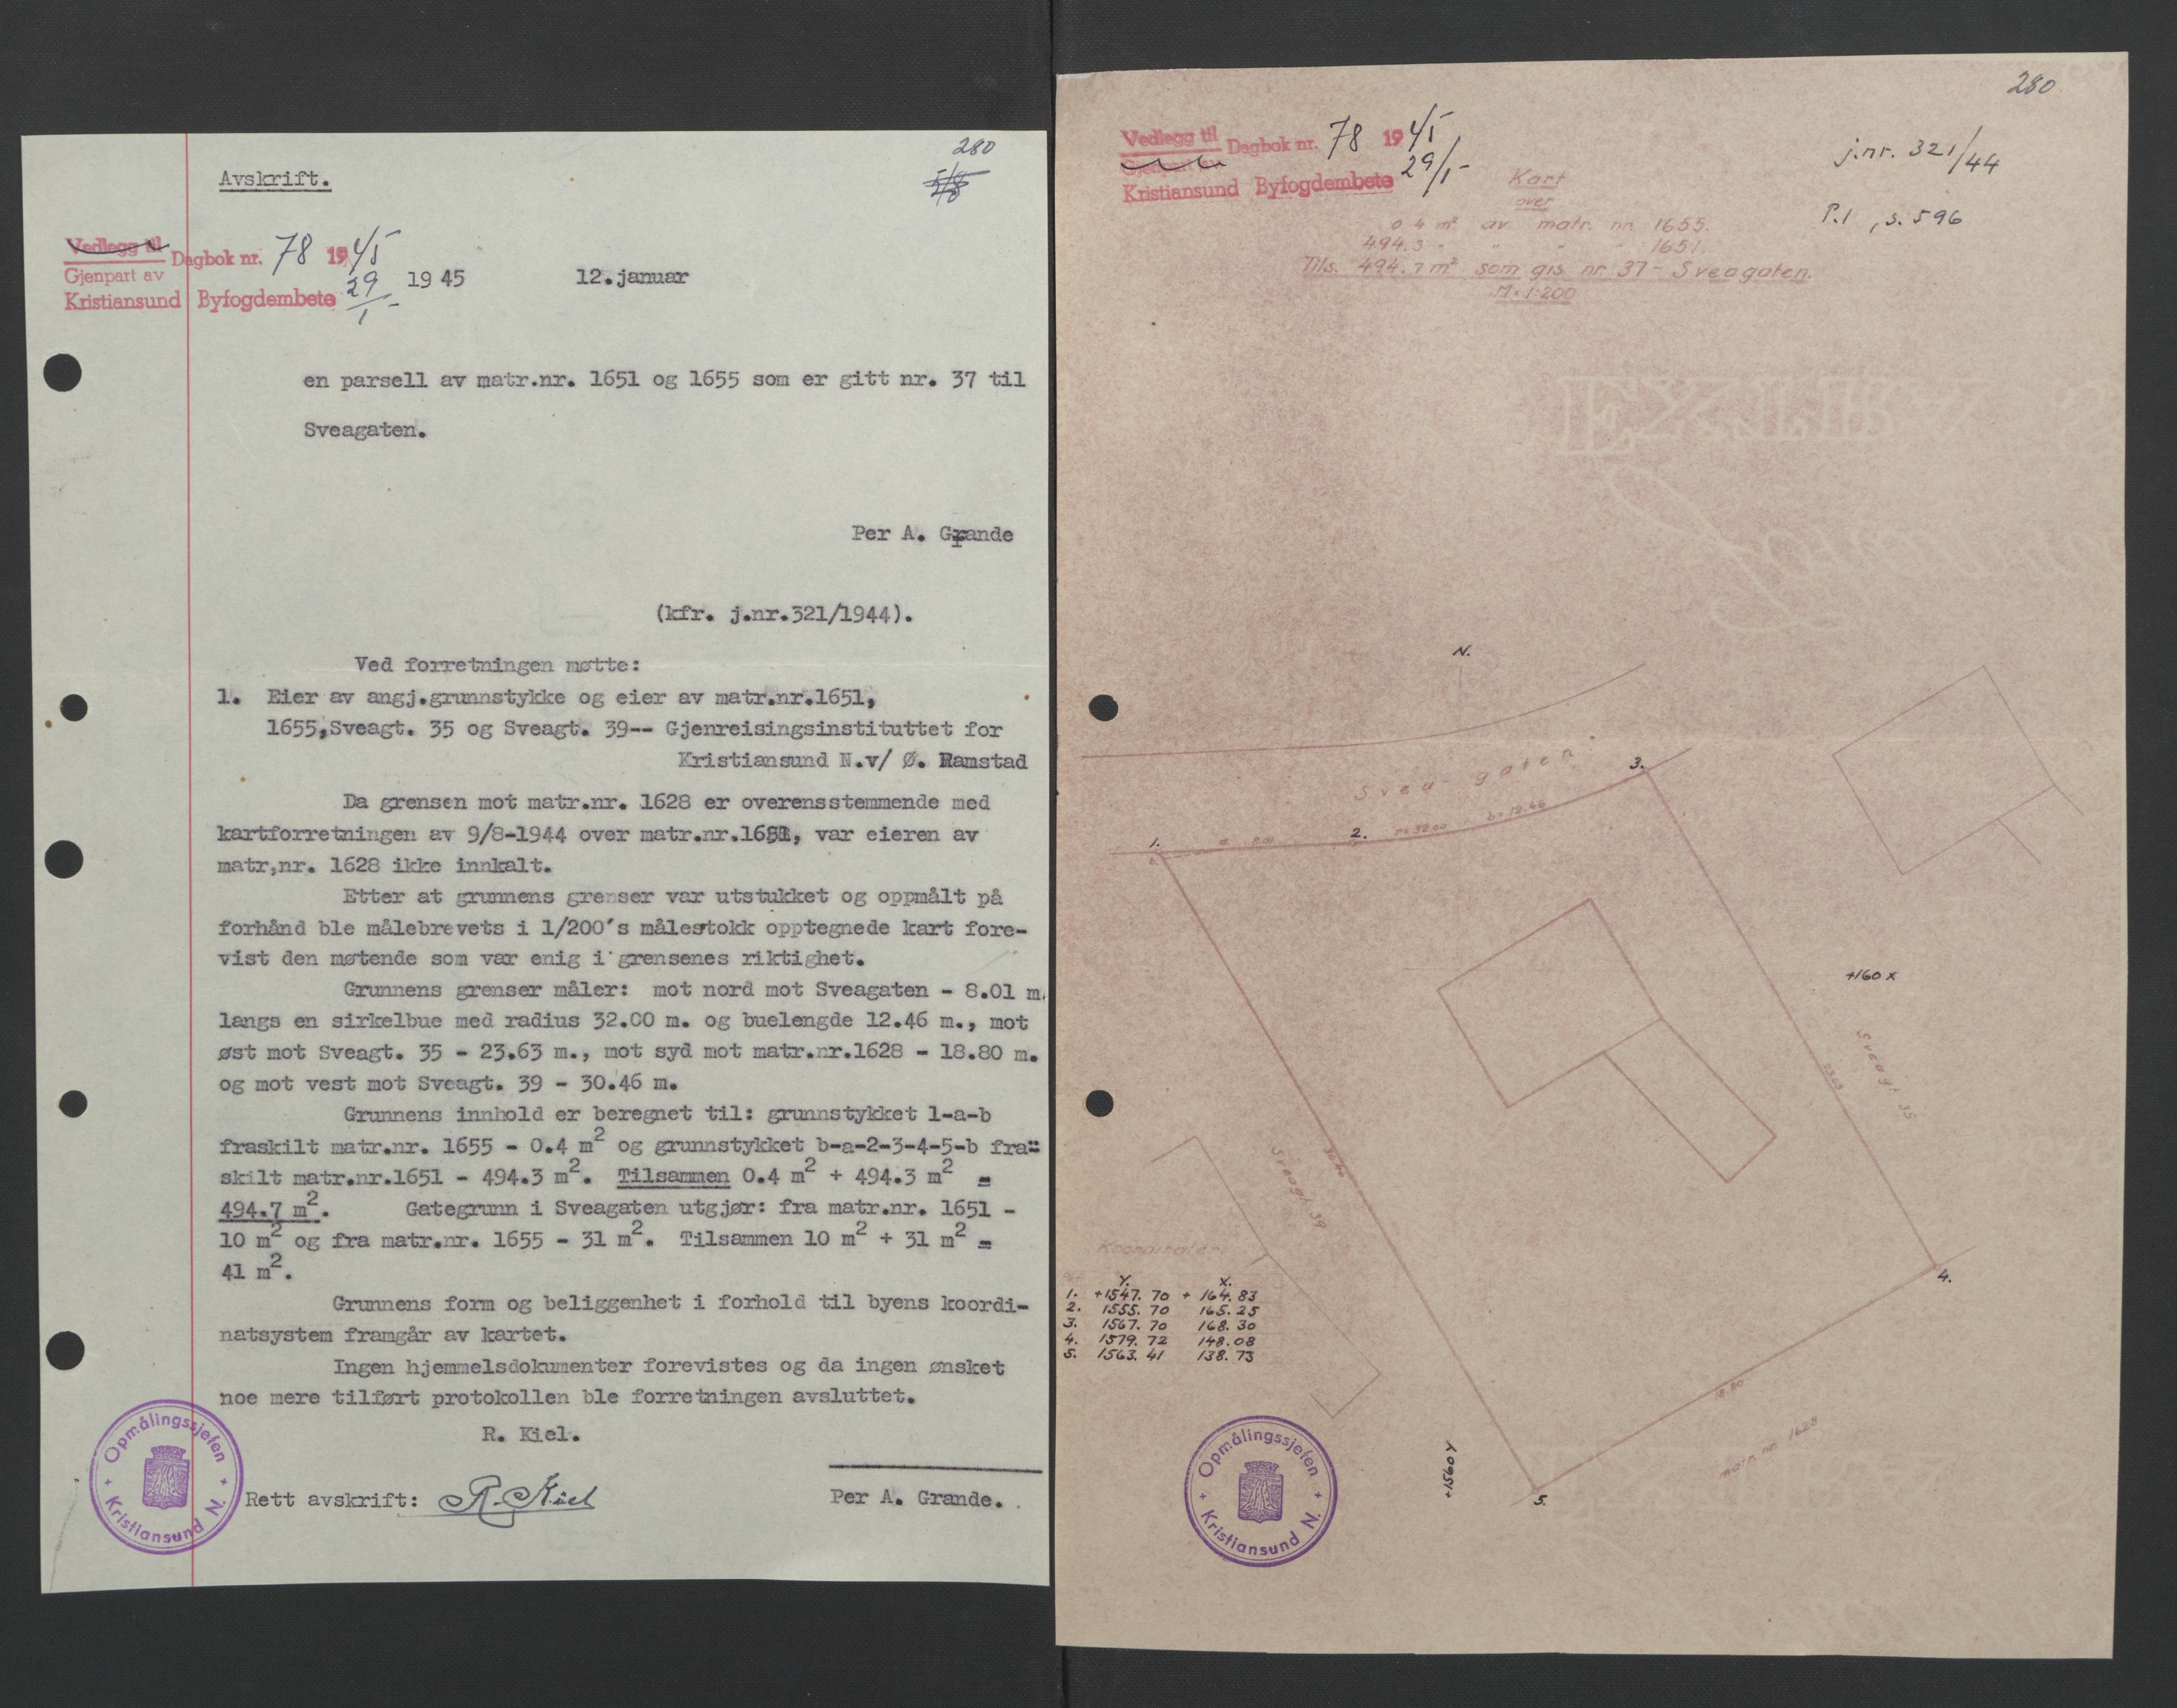 280
Avskrift.
Vedlegg til
Dagbok nr. 78 1945
Gjenpart av
Kristiansund Byfogdembete 29/1-
1945 12.januar
en parsell av matr.nr. 1651 og 1655 som er gitt nr. 37 til
Sveagaten.
Per A. Grande
(kfr. j.nr.321/1944).
Ved forretningen møtte:
1. Eier av angj.grunnstykke og eier av matr.nr.1651,
1655,Sveagt. 35 og Sveagt. 39-- Gjenreisingsinstituttet for
Kristiansund N.v/ Ø. Ramstad
Da grensen mot matr.nr. 1628 er overensstemmende med
kartforretningen av 9/8-1944 over matr.nr.1651, var eieren av
matr,nr. 1628 ikke innkalt.
Etter at grunnens grenser var utstukket og oppmålt på
forhånd ble målebrevets i 1/200's målestokk opptegnede kart fore-
vist den møtende som var enig i grensenes riktighet.
Grunnens grenser måler: mot nord mot Sveagaten - 8.01 m.
langs en sirkelbue med radius 32.00 m. og buelengde 12.46 m., mot
øst mot Sveagt. 35 - 23.63 m., mot syd mot matr.nr.1628 - 18.80 m.
og mot vest mot Sveagt. 39 - 30.46 m.
Grunnens innhold er beregnet til: grunnstykket 1-a-b
fraskilt matr.nr. 1655 - 0.4 m2 og grunnstykket b-a-2-3-4-5-b fra=
skilt matr.nr.1651 - 494.3 m2. Tilsammen 0.4 m2 + 494.3 m2 =
494.7 m2. Gategrunn i Sveagaten utgjør: fra matr.nr. 1651 -
10 m2 og fra matr.nr. 1655 - 31 m2. Tilsammen 10 m2 + 31 m2 =
41 m2.
Grunnens form og beliggenhet i forhold til byens koordi-
natsystem framgår av kartet.
Ingen hjemmelsdokumenter forevistes og da ingen ønsket
noe mere tilført protokollen ble forretningen avsluttet.
R. Kiel.
Rett avskrift: R. Kiel
Per A. Grande.
Opmålingssjefen
Kristiansund N.
280
Vedlegg til
Dagbok nr. 78 1945
Kristiansund Byfogdembete 29/1-
j.nr. 321/44
P.1, s. 596
Kart
over
0.4 m2 av matr. nr. 1655.
494.3 " " " " 1651.
Tils. 494.7 m2 som gis nr 37 - Sveagaten.
M = 1:200
N.
Svea-gaten
1.
a 8.01
2.
r=32.00 b=12.46
3.
+160 X
Sveagt. 35
23.63
30.46
Sveagt. 39
Koordinater:
Y. X.
1. +1547.70 + 164.83
2. 1555.70 165.25
3. 1567.70 168.30
4. 1579.72 148.08
5. 1563.41 138.73
4.
18.80
matr. nr. 1628
+1560 Y
5.
Opmålingssjefen
Kristiansund N.